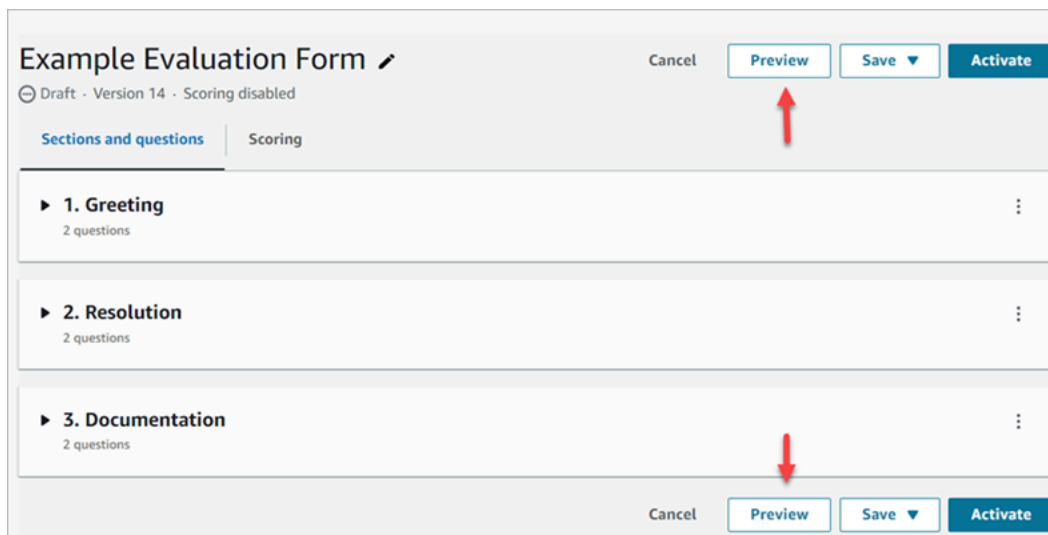 Example Evaluation Form
Cancel Preview Save Activate
Draft · Version 14 · Scoring disabled
Sections and questions Scoring
1. Greeting
2 questions
2. Resolution
2 questions
3. Documentation
2 questions
Cancel Preview Save Activate